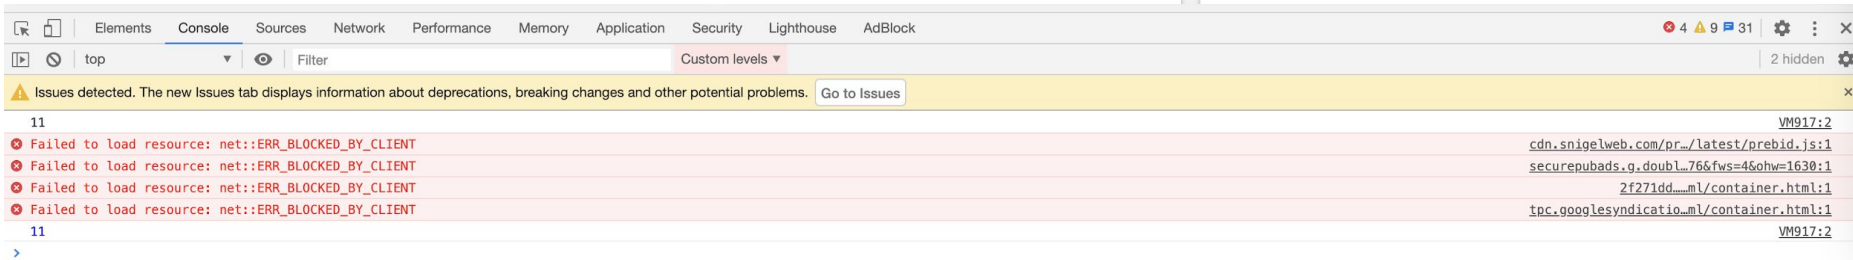 Elements Console Sources Network Performance Memory Application Security Lighthouse AdBlock 4 9 31
top Filter Custom levels 2 hidden
Issues detected. The new Issues tab displays information about deprecations, breaking changes and other potential problems. Go to Issues
11 VM917:2
Failed to load resource: net::ERR_BLOCKED_BY_CLIENT cdn.snigelweb.com/pr…/latest/prebid.js:1
Failed to load resource: net::ERR_BLOCKED_BY_CLIENT securepubads.g.doubl…76&fws=4&ohw=1630:1
Failed to load resource: net::ERR_BLOCKED_BY_CLIENT 2f271dd……ml/container.html:1
Failed to load resource: net::ERR_BLOCKED_BY_CLIENT tpc.googlesyndicatio…ml/container.html:1
11 VM917:2